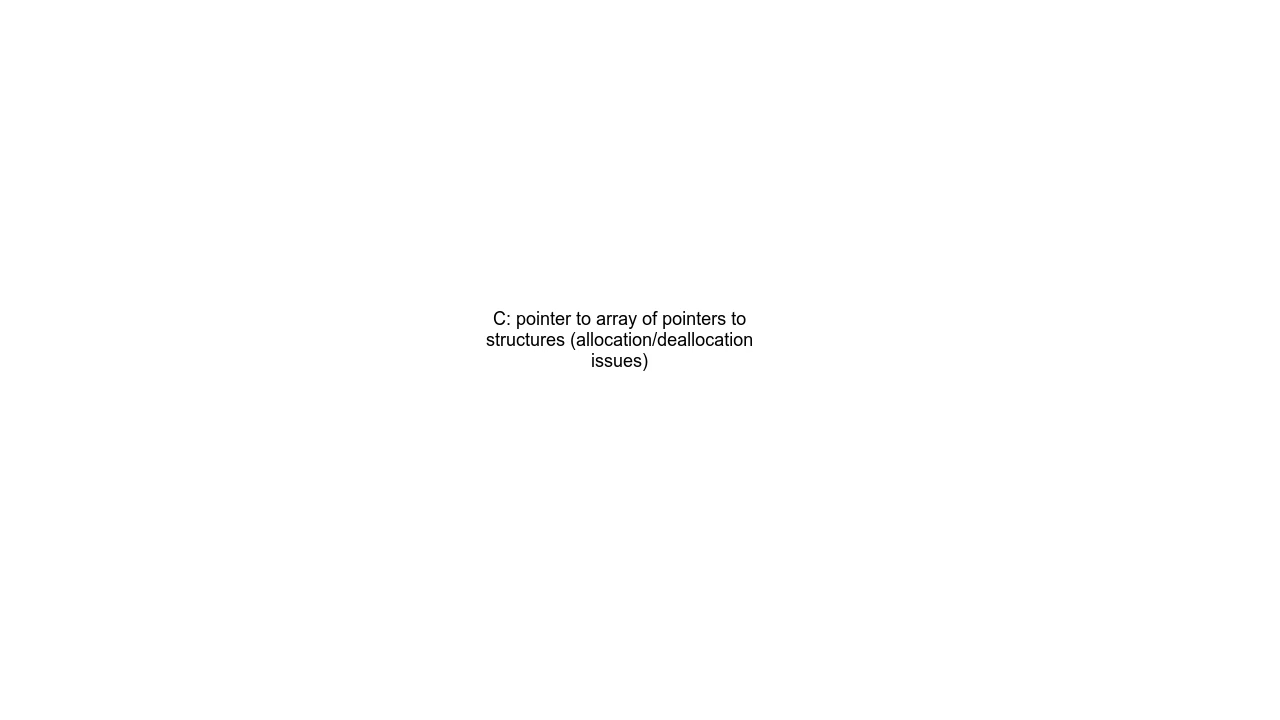 C: pointer to array of pointers to
structures (allocation/deallocation
issues)